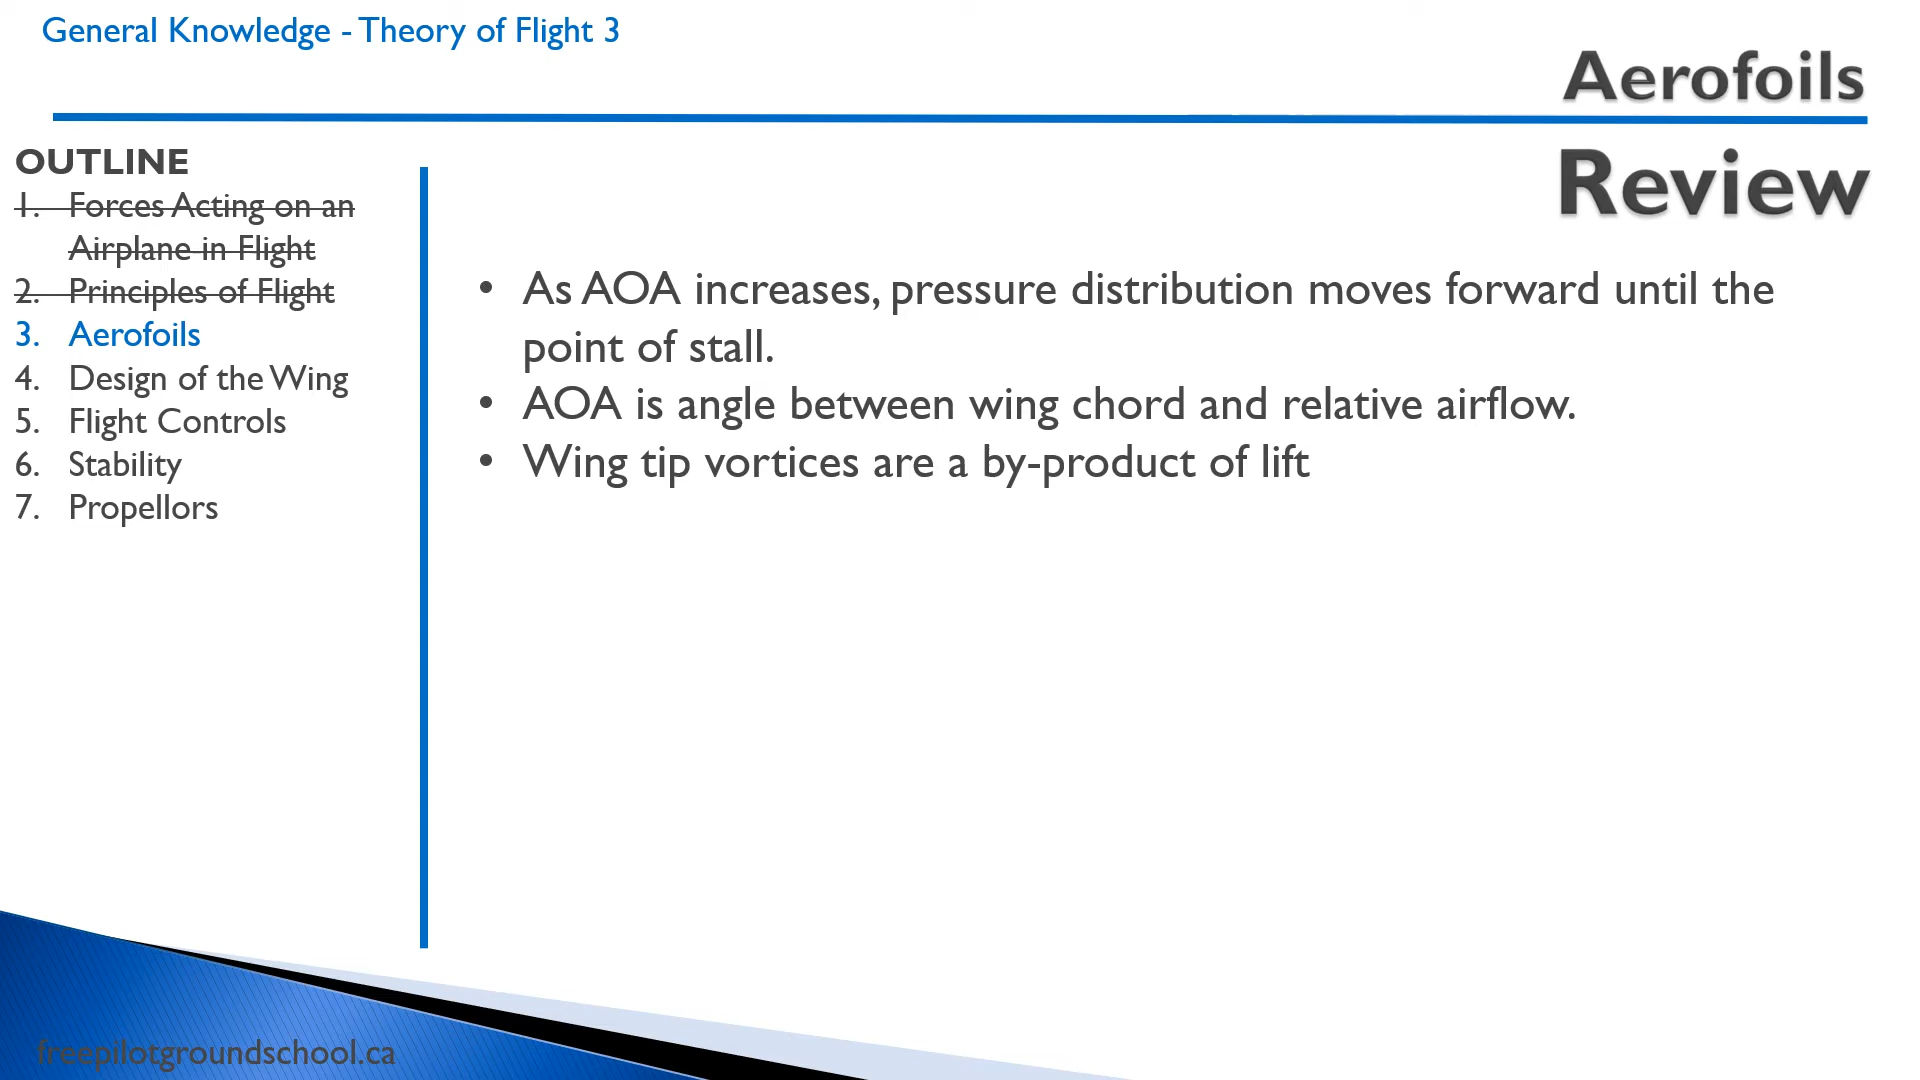 General Knowledge - Theory of Flight 3
Aerofoils
Review
OUTLINE
1. Forces Acting on an
Airplane in Flight
2. Principles of Flight
3. Aerofoils
4. Design of the Wing
5. Flight Controls
6. Stability
7. Propellors
• As AOA increases, pressure distribution moves forward until the
point of stall.
• AOA is angle between wing chord and relative airflow.
• Wing tip vortices are a by-product of lift
freepilotgroundschool.ca